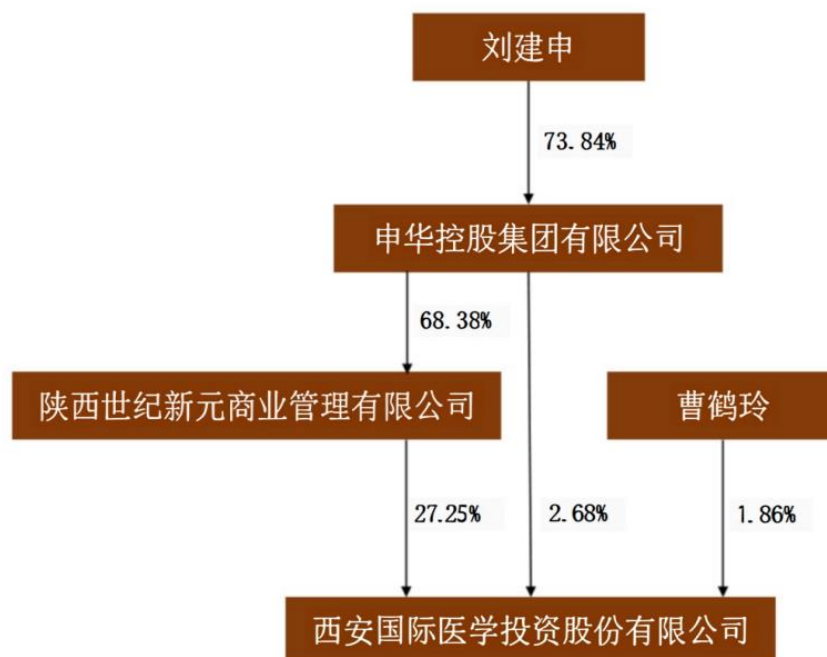 刘建申
73.84%
申华控股集团有限公司
68.38%
陕西世纪新元商业管理有限公司
曹鹤玲
27.25%
2.68%
1.86%
西安国际医学投资股份有限公司